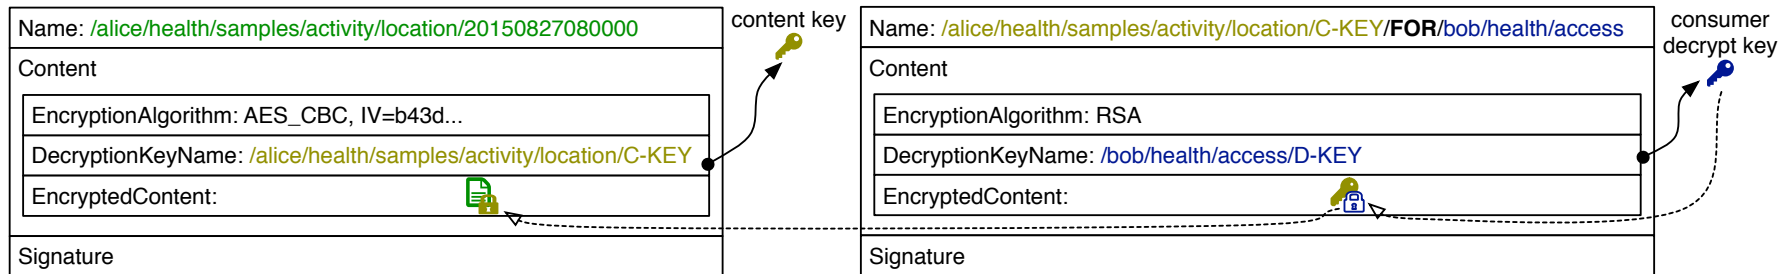 Name: /alice/health/samples/activity/location/20150827080000
Content
EncryptionAlgorithm: AES_CBC, IV=b43d...
DecryptionKeyName: /alice/health/samples/activity/location/C-KEY
EncryptedContent:
Signature
content key
Name: /alice/health/samples/activity/location/C-KEY/FOR/bob/health/access
Content
EncryptionAlgorithm: RSA
DecryptionKeyName: /bob/health/access/D-KEY
EncryptedContent:
Signature
consumer
decrypt key